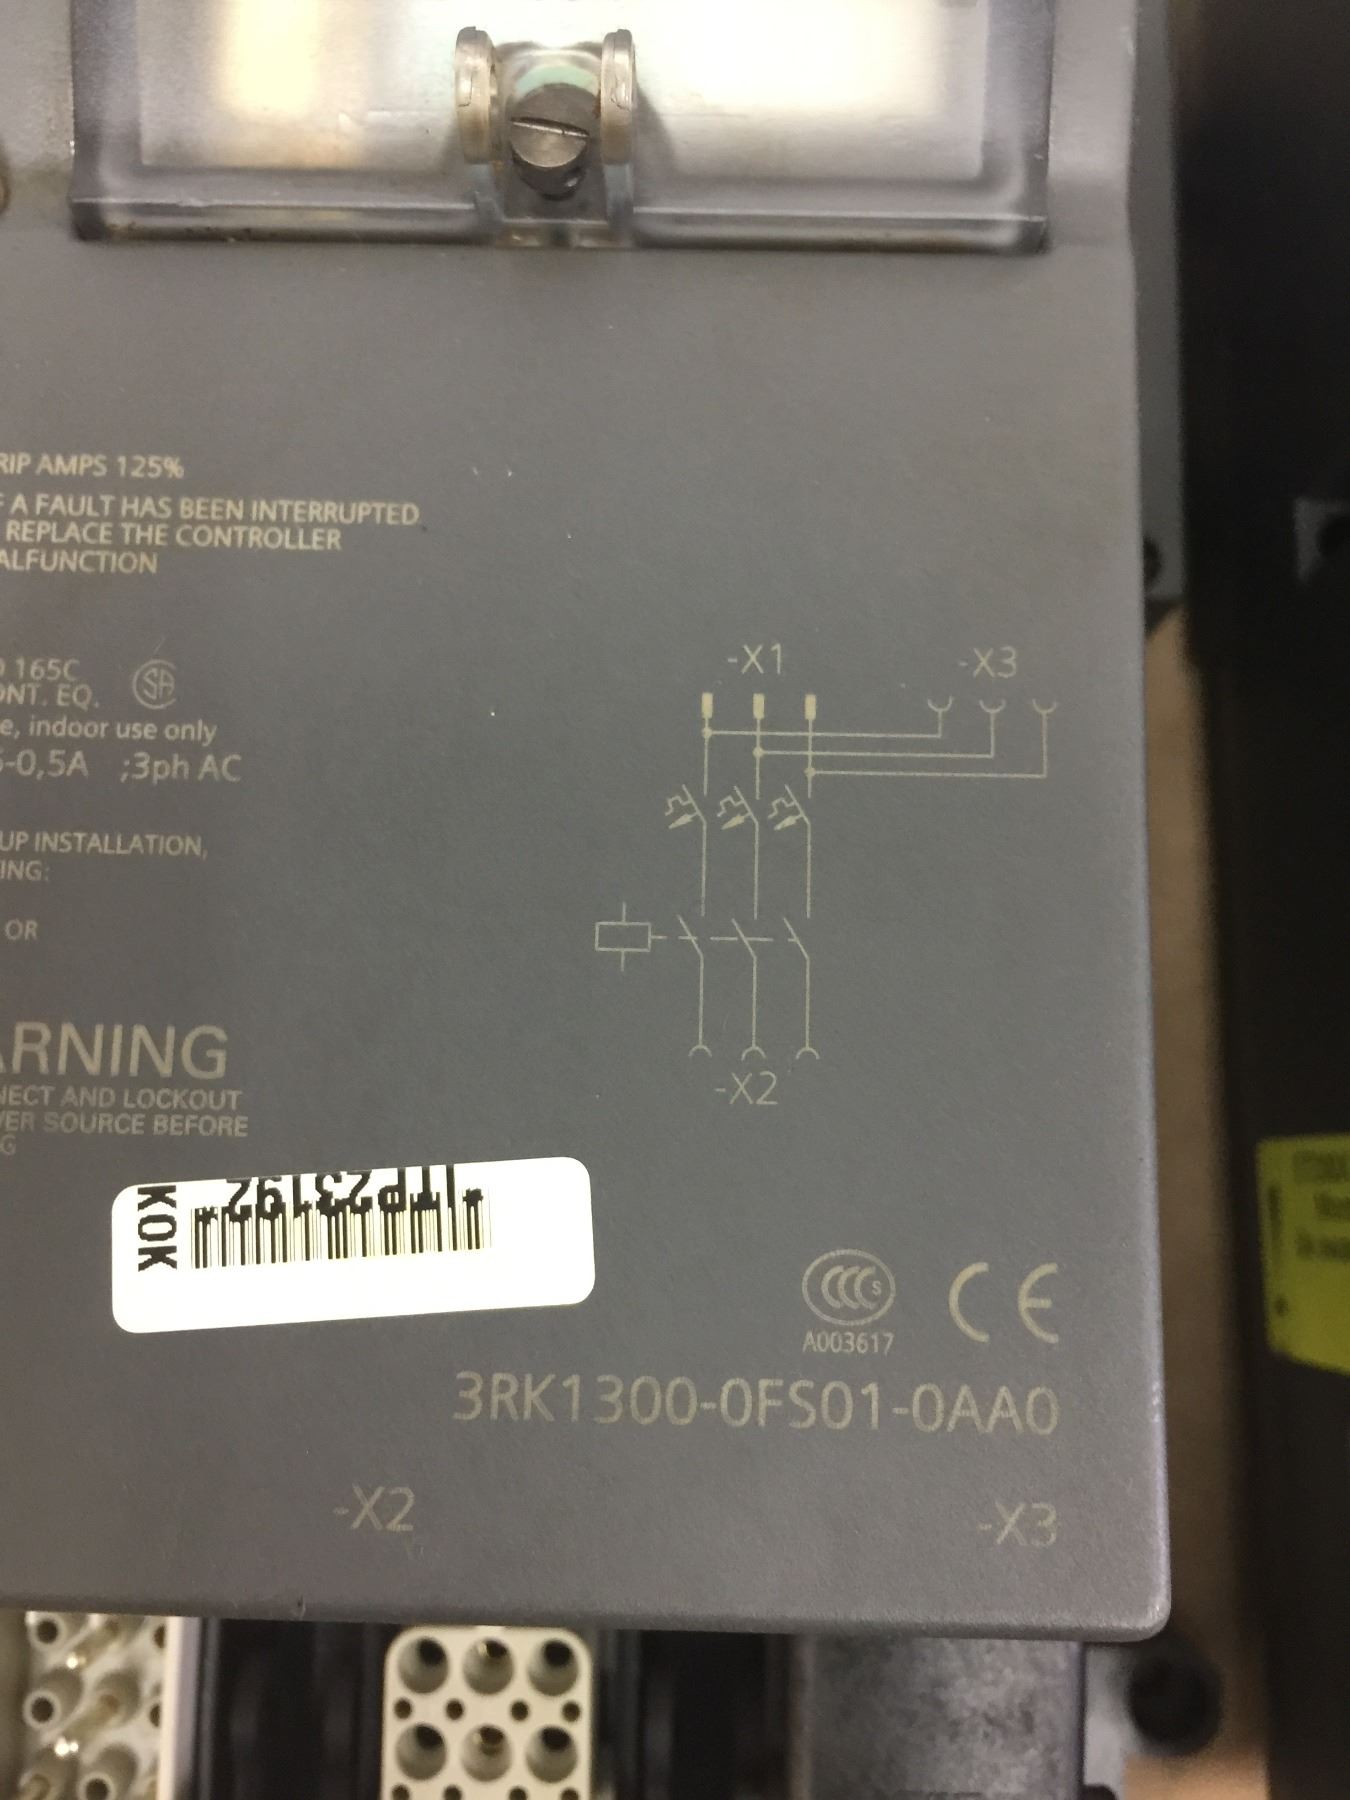 RIP AMPS 125%
F A FAULT HAS BEEN INTERRUPTED
REPLACE THE CONTROLLER
ALFUNCTION
-X1 -X3
165C
ONT. EQ.
e, indoor use only
-0,5A ;3ph AC
UP INSTALLATION,
ING:
OR
ARNING
NECT AND LOCKOUT
VER SOURCE BEFORE
G
-X2
*ITP23192*
KOK
CCC S
CE
A003617
3RK1300-0FS01-0AA0
-X2 -X3